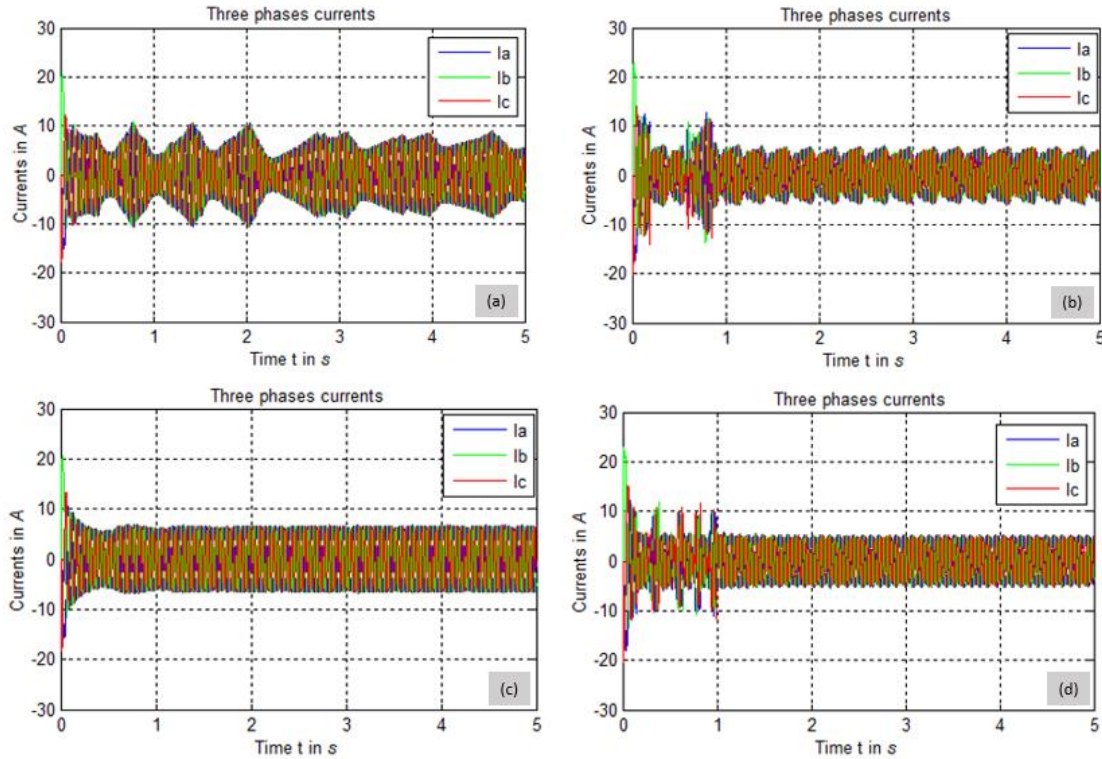 Three phases currents
30
20
10
0
-10
-20
-30
Currents in A
Ia
Ib
Ic
(a)
0 1 2 3 4 5
Time t in s
Three phases currents
30
20
10
0
-10
-20
-30
Currents in A
Ia
Ib
Ic
(b)
0 1 2 3 4 5
Time t in s
Three phases currents
30
20
10
0
-10
-20
-30
Currents in A
Ia
Ib
Ic
(c)
0 1 2 3 4 5
Time t in s
Three phases currents
30
20
10
0
-10
-20
-30
Currents in A
Ia
Ib
Ic
(d)
0 1 2 3 4 5
Time t in s